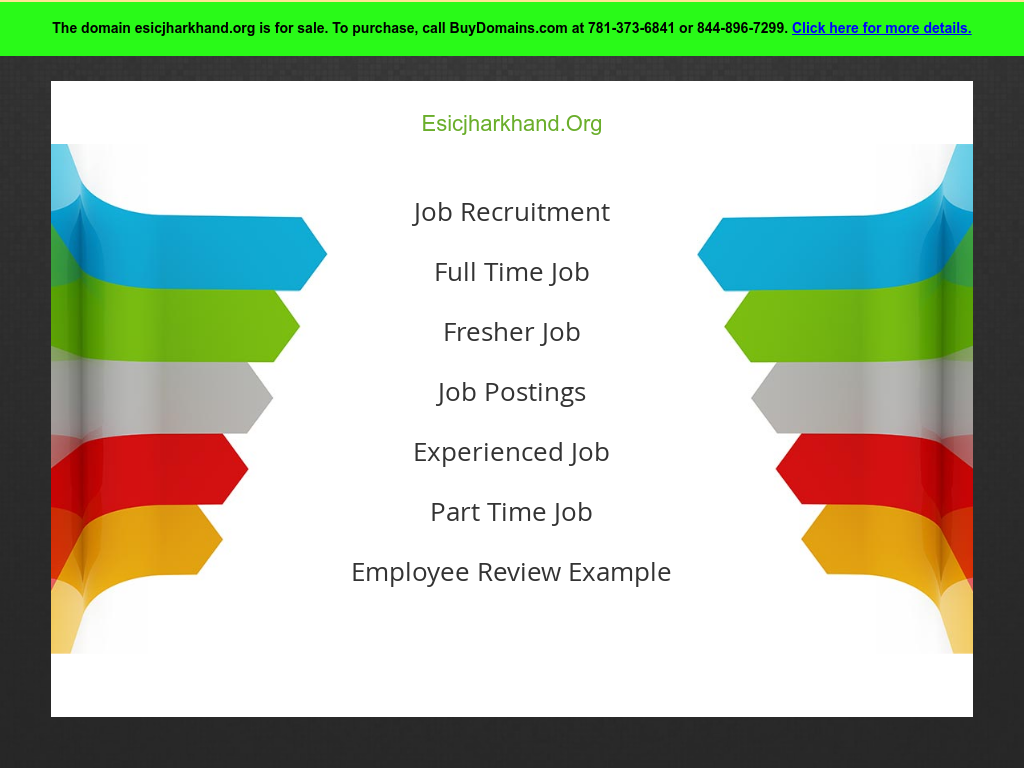 The domain esicjharkhand.org is for sale. To purchase, call BuyDomains.com at 781-373-6841 or 844-896-7299. Click here for more details.
Esicjharkhand.Org
Job Recruitment
Full Time Job
Fresher Job
Job Postings
Experienced Job
Part Time Job
Employee Review Example